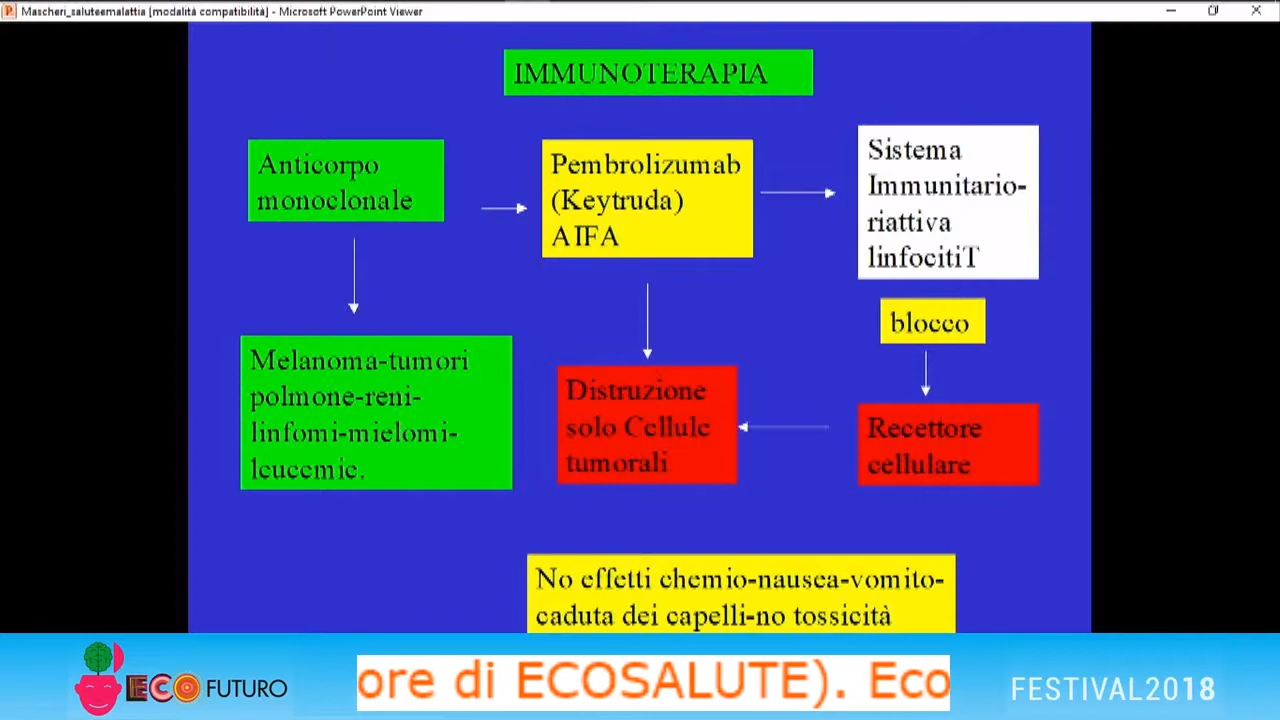 Mascheri_saluteemalattia [modalità compatibilità] - Microsoft PowerPoint Viewer
IMMUNOTERAPIA
Anticorpo
monoclonale
Pembrolizumab
(Keytruda)
AIFA
Sistema
Immunitario-
riattiva
linfocitiT
blocco
Melanoma-tumori
polmone-reni-
linfomi-mielomi-
leucemie.
Distruzione
solo Cellule
tumorali
Recettore
cellulare
No effetti chemio-nausea-vomito-
caduta dei capelli-no tossicità
ECO FUTURO
ore di ECOSALUTE). Eco
FESTIVAL2018